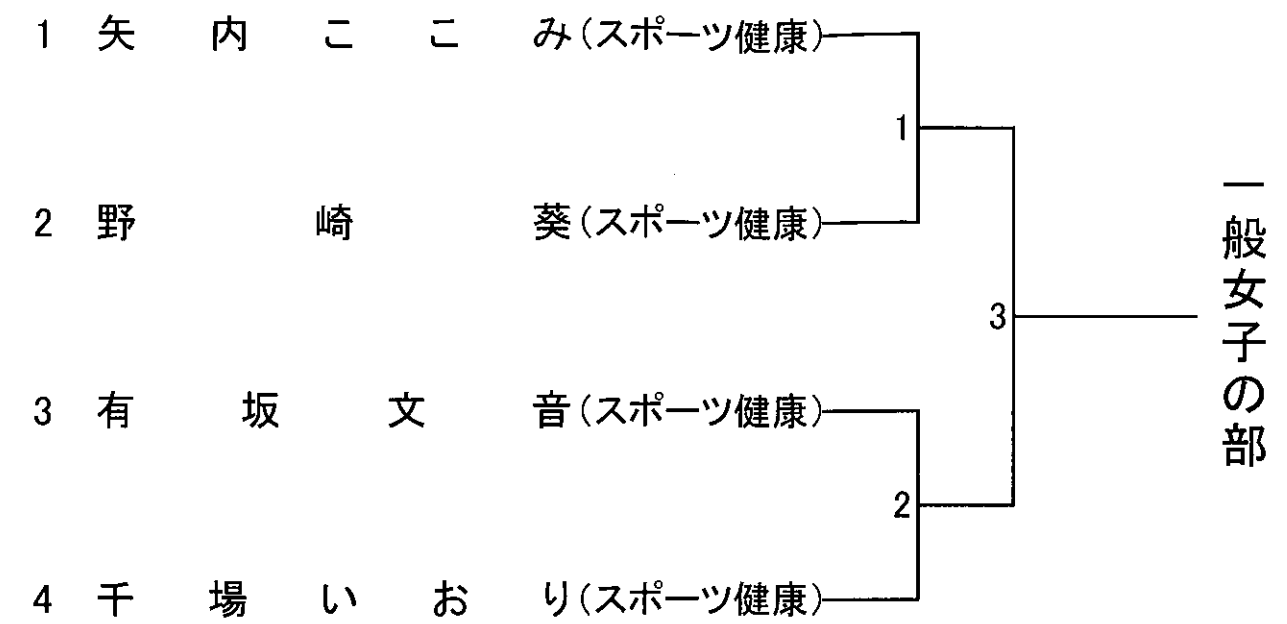 1 矢内ここみ(スポーツ健康)
1
2 野崎葵(スポーツ健康)
3
3 有坂文音(スポーツ健康)
2
4 千場いおり(スポーツ健康)
一般女子の部